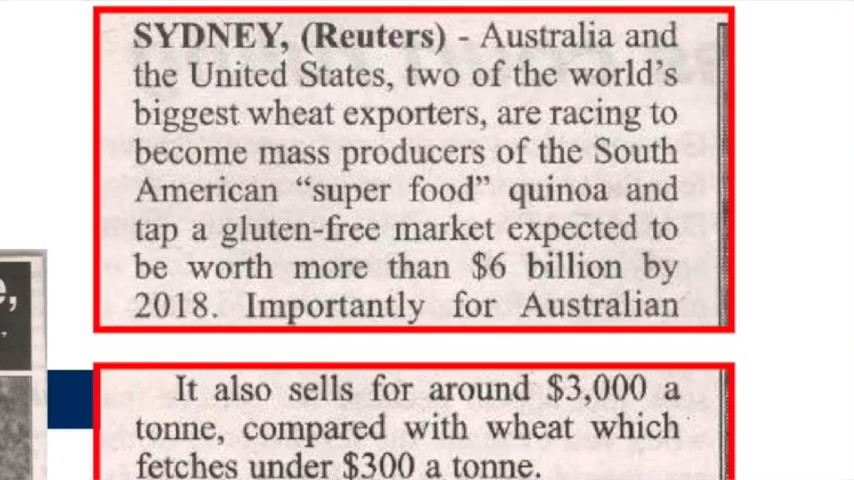 SYDNEY, (Reuters) - Australia and
the United States, two of the world's
biggest wheat exporters, are racing to
become mass producers of the South
American “super food” quinoa and
tap a gluten-free market expected to
be worth more than $6 billion by
2018. Importantly for Australian
It also sells for around $3,000 a
tonne, compared with wheat which
fetches under $300 a tonne.